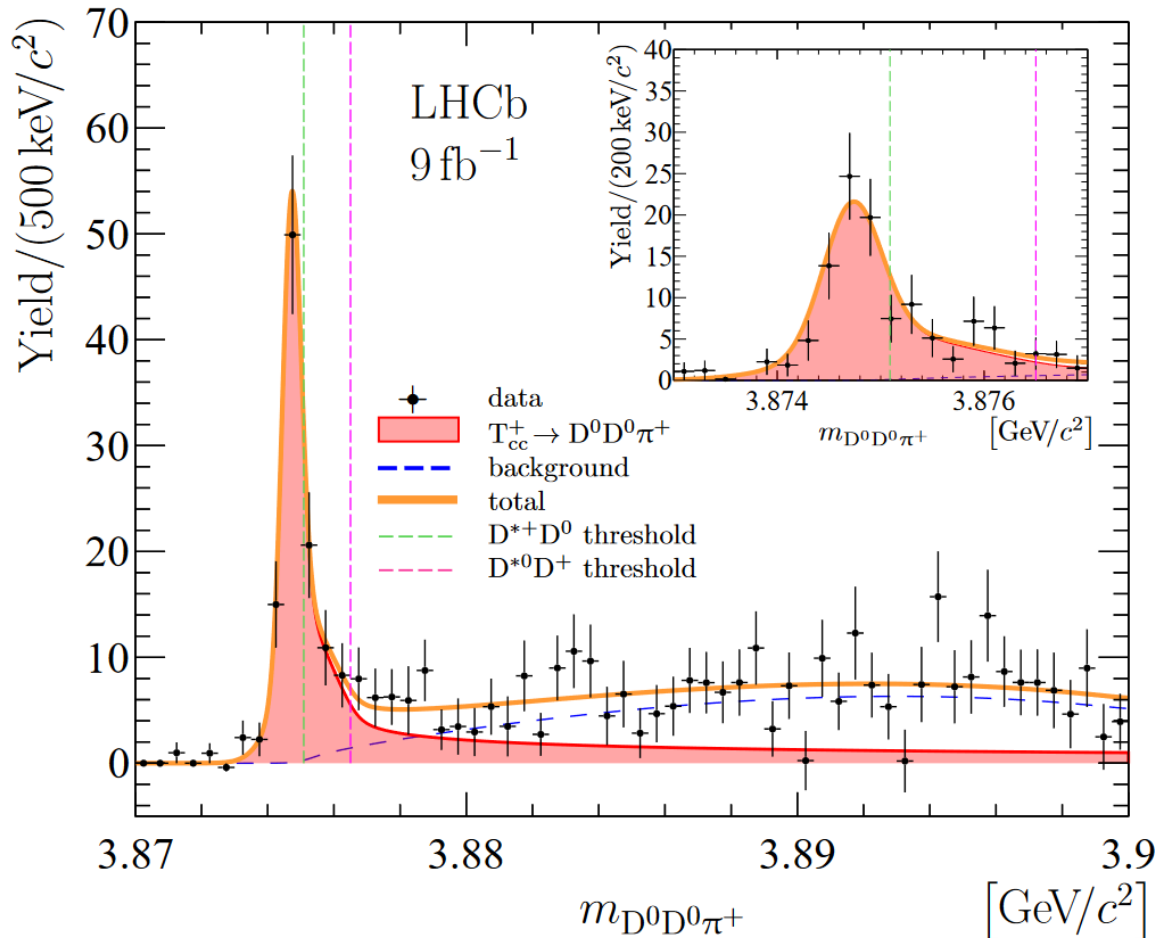 Yield/(500 keV/c²)
70
60
50
40
30
20
10
0
LHCb
9 fb⁻¹
data
T⁺cc → D⁰D⁰π⁺
background
total
D*⁺D⁰ threshold
D*⁰D⁺ threshold
Yield/(200 keV/c²)
40
35
30
25
20
15
10
5
0
3.874
3.876
m D⁰D⁰π⁺
[GeV/c²]
3.87
3.88
3.89
3.9
m D⁰D⁰π⁺
[GeV/c²]